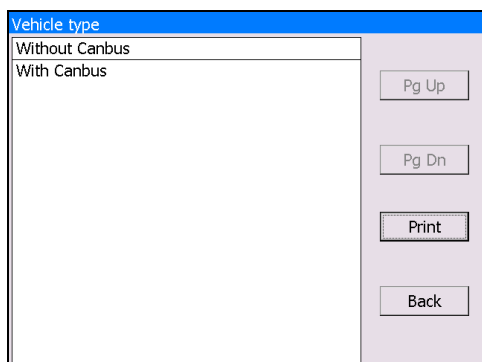 Vehicle type
Without Canbus
With Canbus
Pg Up
Pg Dn
Print
Back